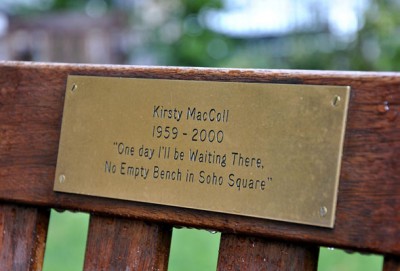 Kirsty MacColl
1959 - 2000
"One day I'll be Waiting There,
No Empty Bench in Soho Square"